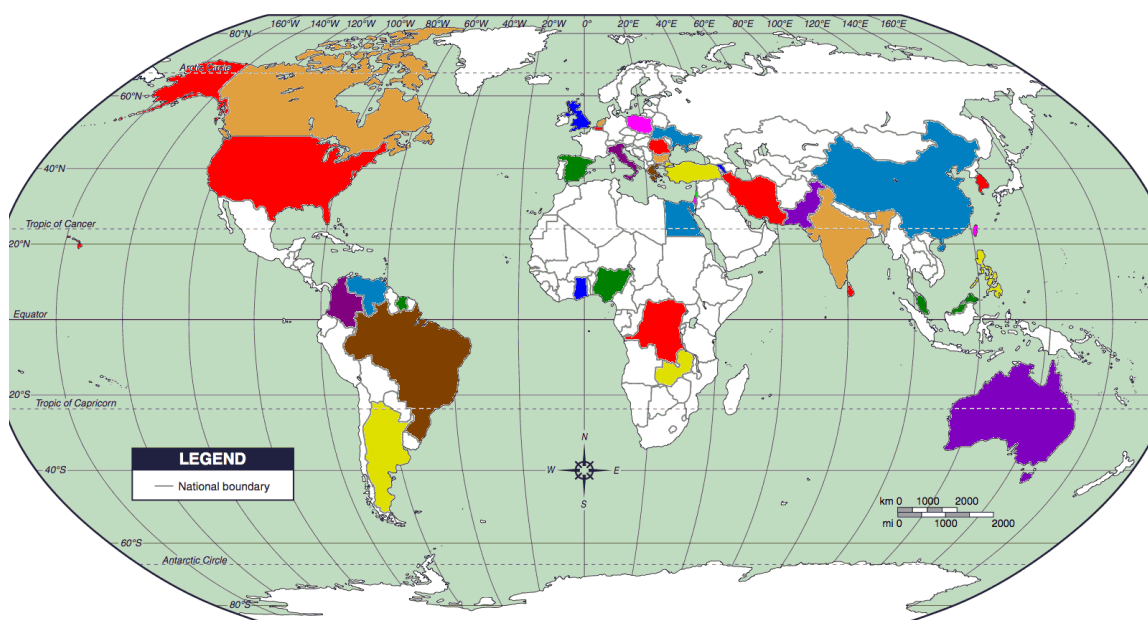 160°W 140°W 120°W 100°W 80°W 60°W 40°W 20°W 0° 20°E 40°E 60°E 80°E 100°E 120°E 140°E 160°E
80°N
Arctic Circle
60°N
40°N
Tropic of Cancer
20°N
Equator
20°S
Tropic of Capricorn
LEGEND
National boundary
N
W E
S
40°S
km 0 1000 2000
mi 0 1000 2000
60°S
Antarctic Circle
80°S